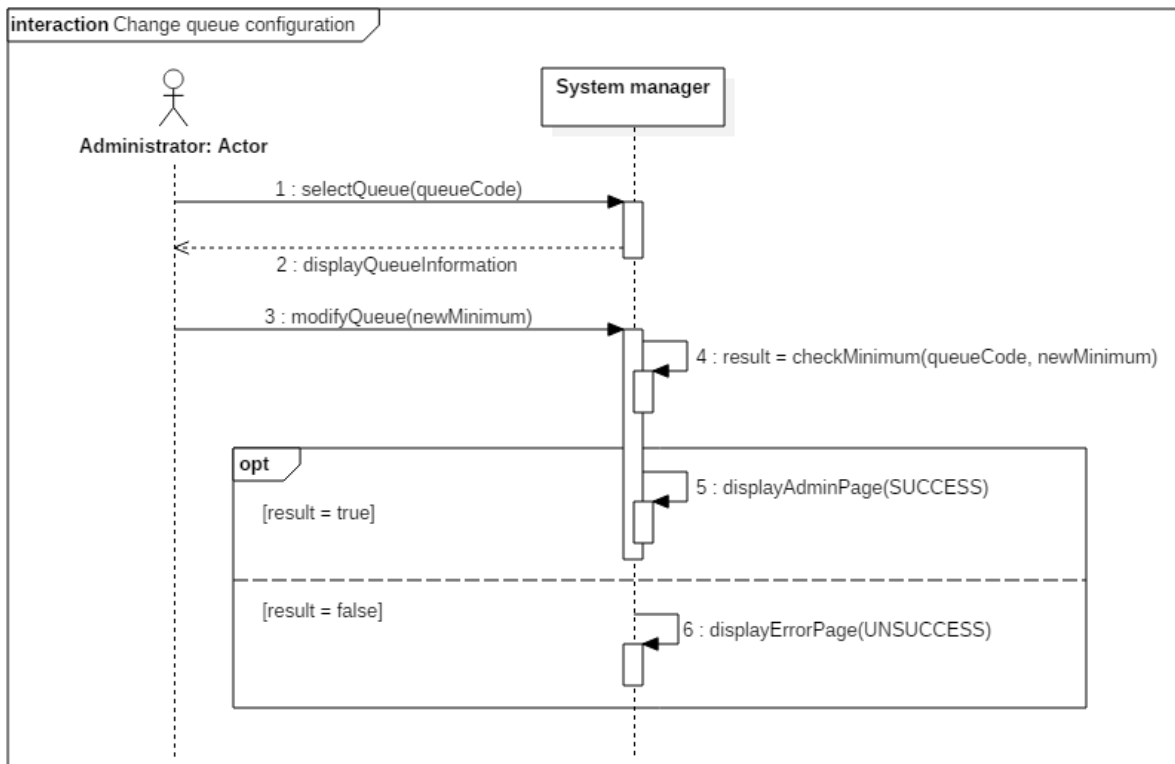 interaction Change queue configuration
System manager
Administrator: Actor
1 : selectQueue(queueCode)
2 : displayQueueInformation
3 : modifyQueue(newMinimum)
4 : result = checkMinimum(queueCode, newMinimum)
opt
5 : displayAdminPage(SUCCESS)
[result = true]
[result = false]
6 : displayErrorPage(UNSUCCESS)